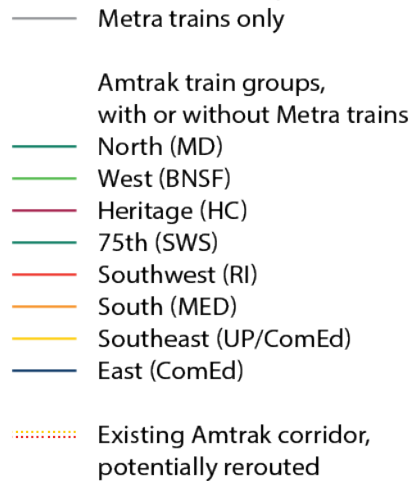 Metra trains only
Amtrak train groups,
with or without Metra trains
North (MD)
West (BNSF)
Heritage (HC)
75th (SWS)
Southwest (RI)
South (MED)
Southeast (UP/ComEd)
East (ComEd)
Existing Amtrak corridor,
potentially rerouted